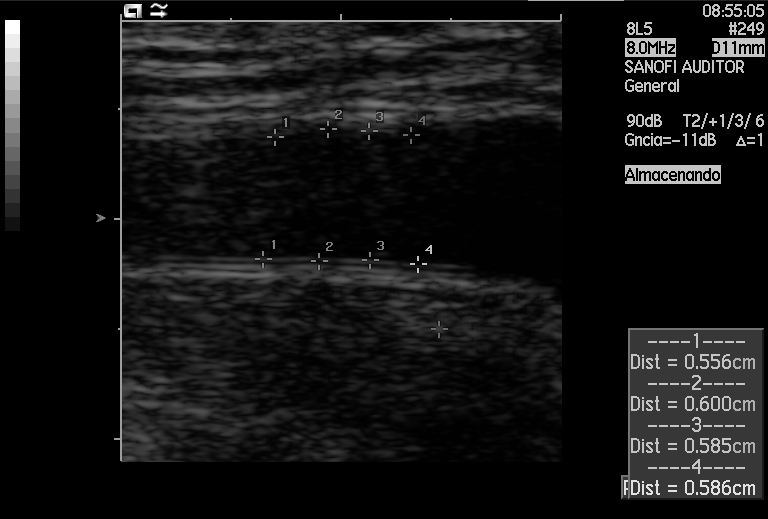 08:55:05
8L5 #249
8.0MHz D11mm
SANOFI AUDITOR
General
90dB T2/+1/3/ 6
Gncia=-11dB Δ=1
Almacenando
1 2 3 4
1 2 3 4
----1----
Dist = 0.556cm
----2----
Dist = 0.600cm
----3----
Dist = 0.585cm
----4----
Dist = 0.586cm